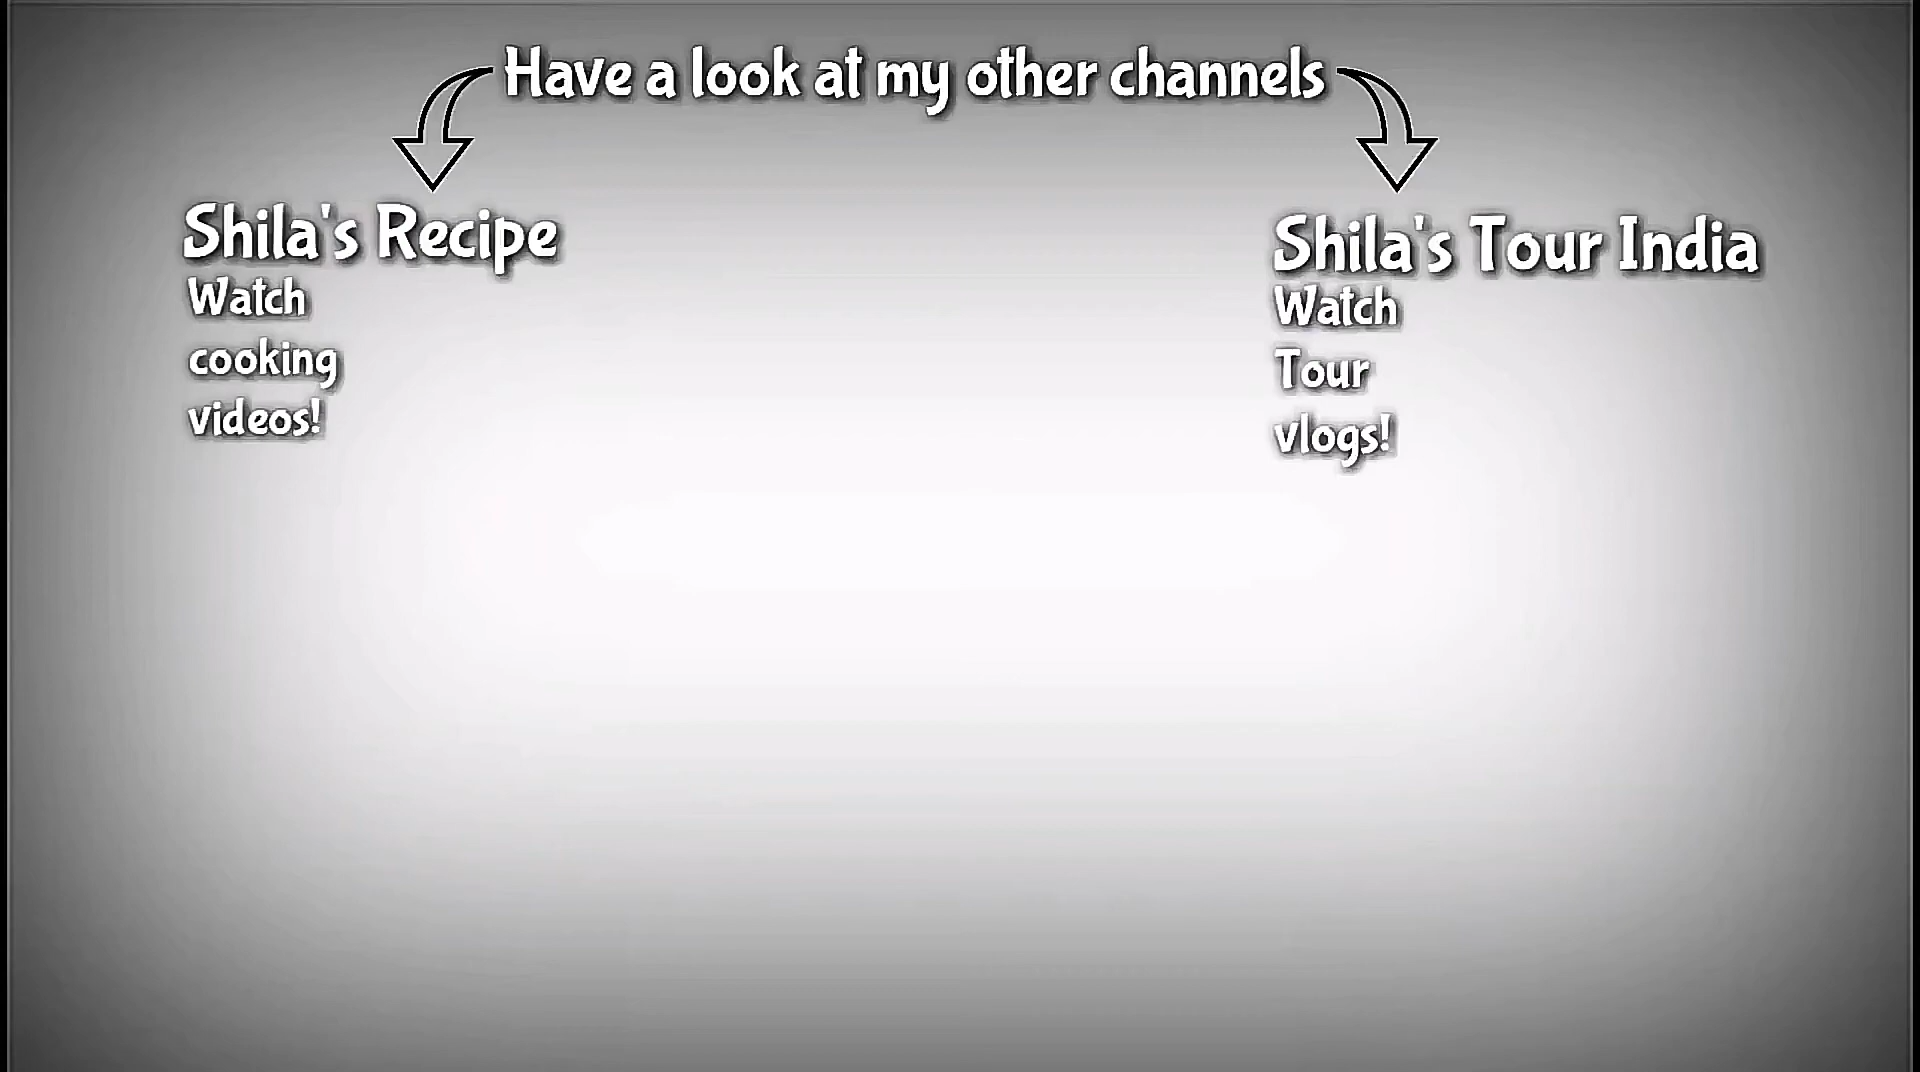 Have a look at my other channels
Shila's Recipe
Watch
cooking
videos!
Shila's Tour India
Watch
Tour
vlogs!